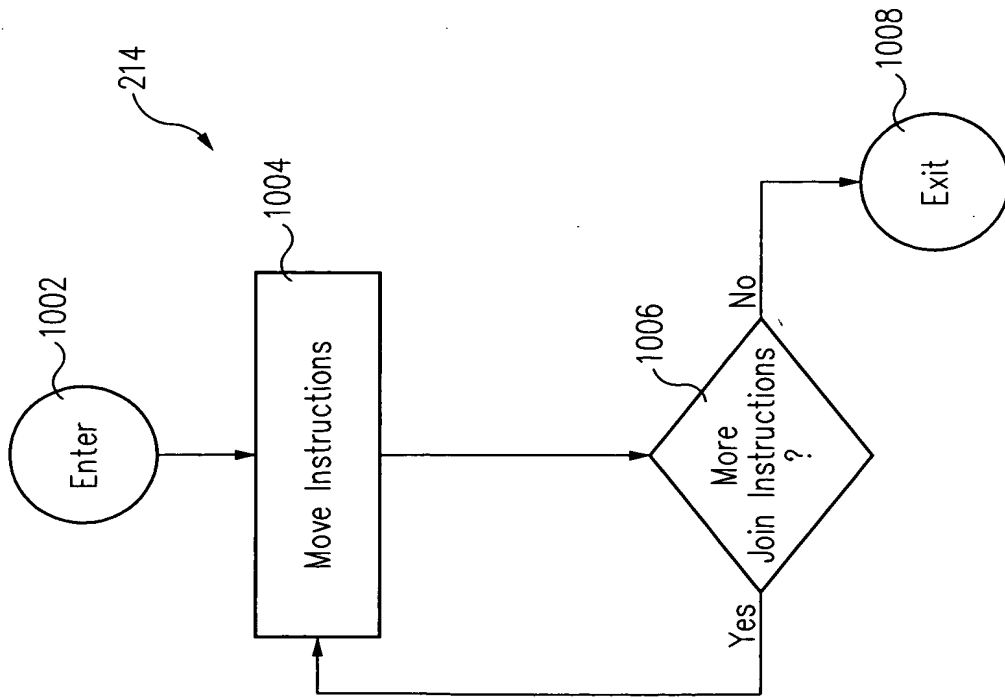 214
1002
Enter
1004
Move Instructions
1006
More
Join Instructions
?
Yes
No
1008
Exit